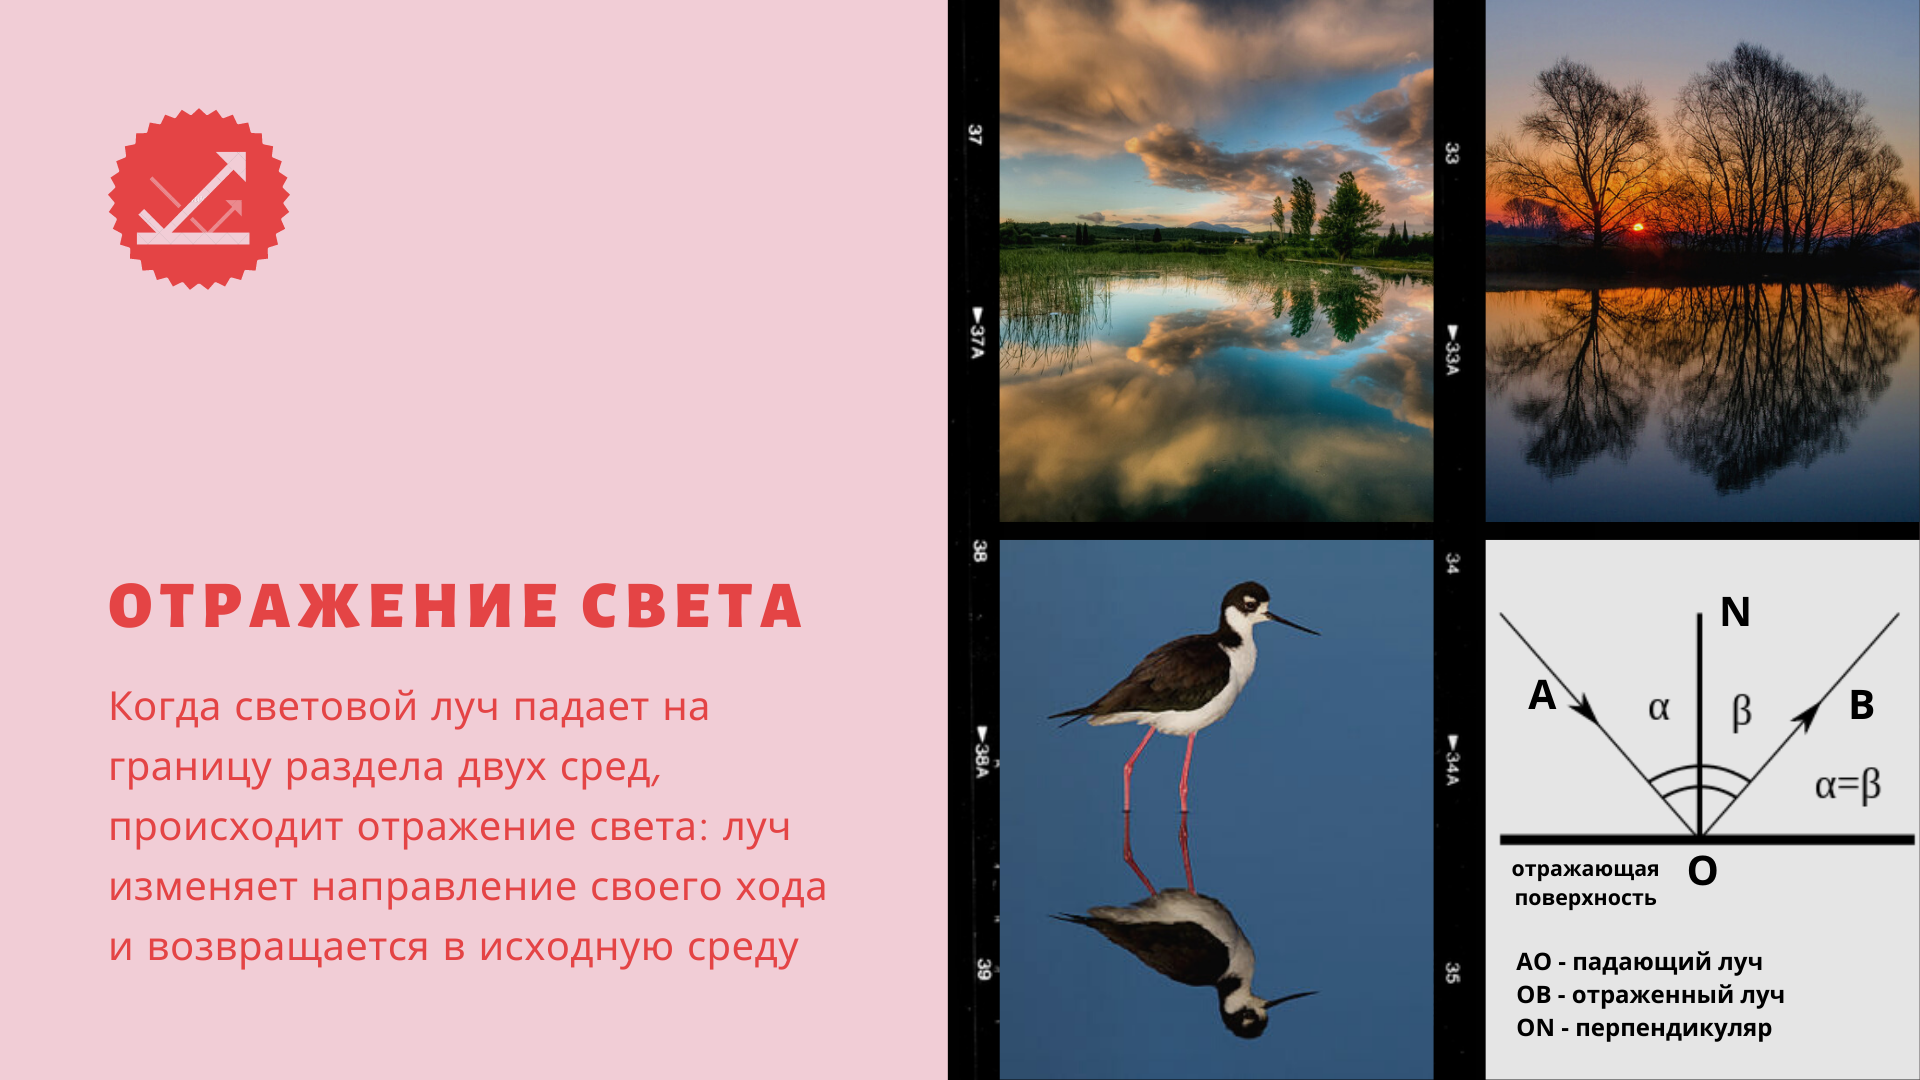 ОТРАЖЕНИЕ СВЕТА
Когда световой луч падает на
границу раздела двух сред,
происходит отражение света: луч
изменяет направление своего хода
и возвращается в исходную среду
37
▶37A
38
▶38A
39
33
▶33A
34
▶34A
35
N
A
α
β
B
α=β
отражающая
поверхность
O
AO - падающий луч
OB - отраженный луч
ON - перпендикуляр